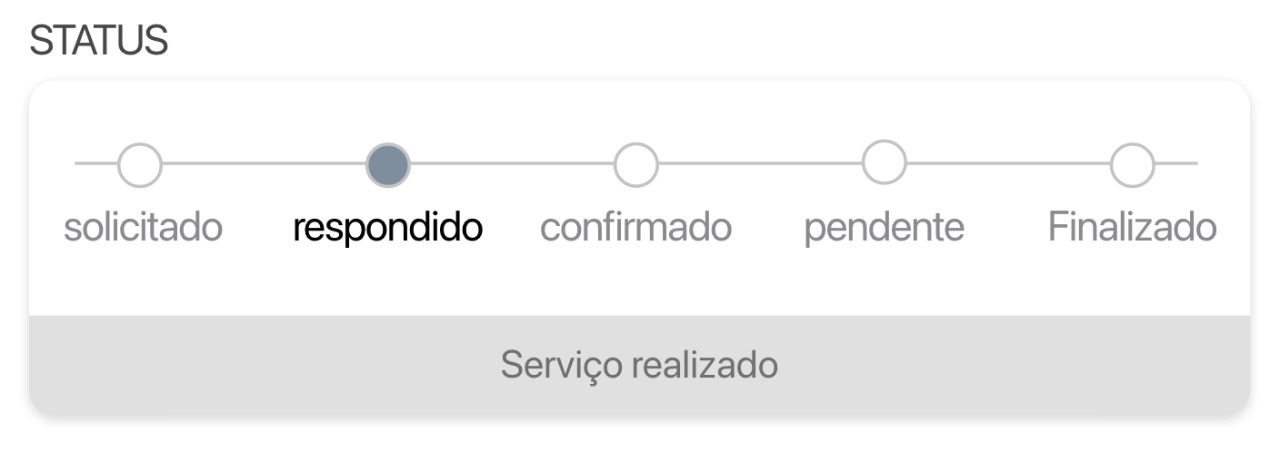 STATUS
solicitado respondido confirmado pendente Finalizado
Serviço realizado